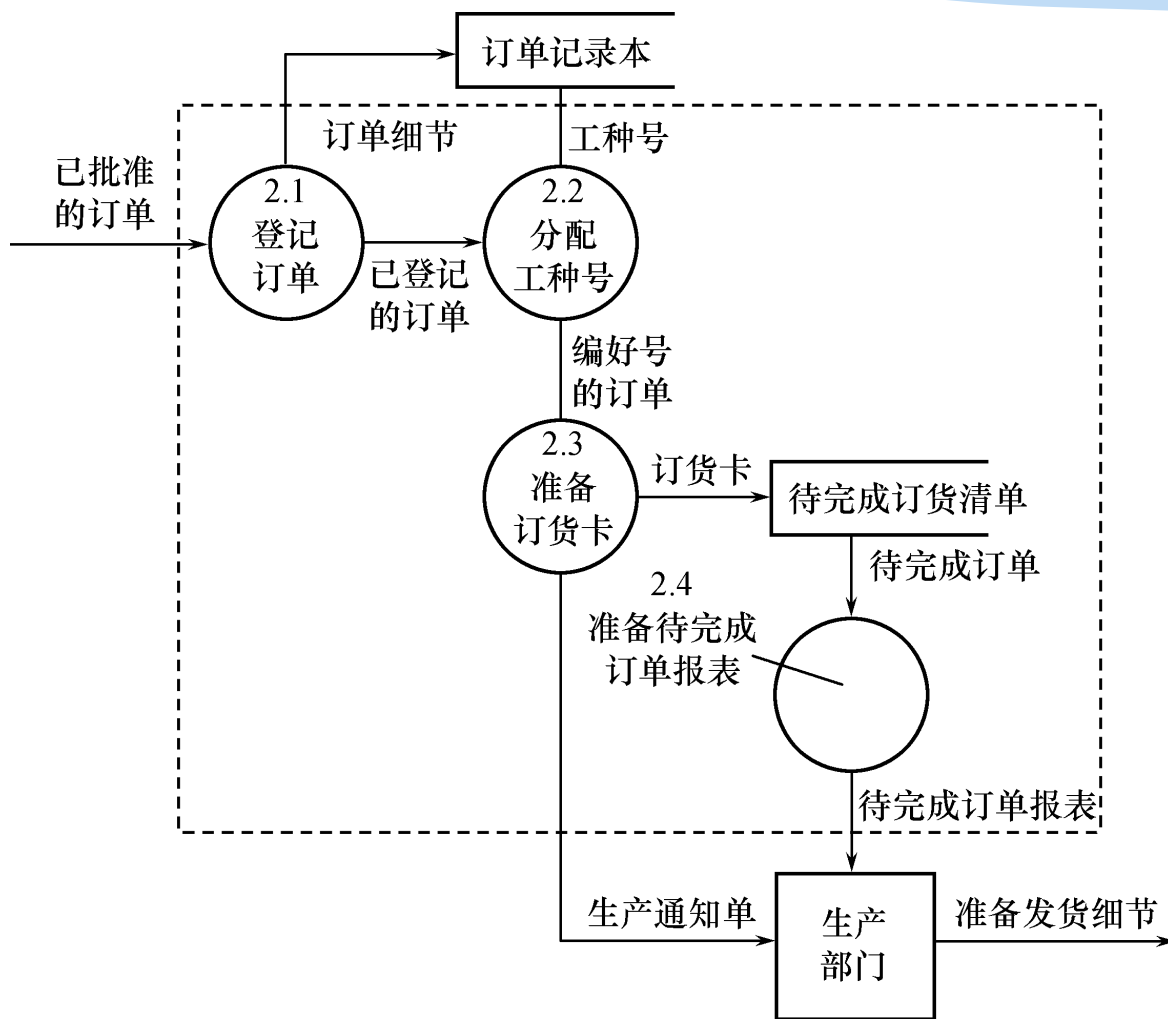 订单记录本
订单细节
工种号
已批准
的订单
2.1
登记
订单
2.2
分配
工种号
已登记
的订单
编好号
的订单
2.3
准备
订货卡
订货卡
待完成订货清单
待完成订单
2.4
准备待完成
订单报表
待完成订单报表
生产通知单
生产
部门
准备发货细节